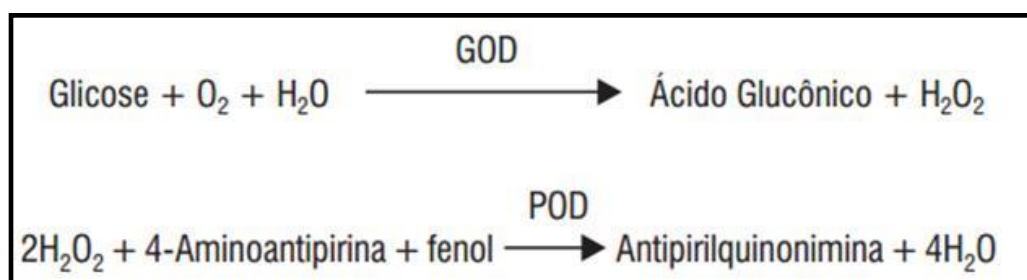 GOD
Glicose + O₂ + H₂O ⟶ Ácido Glucônico + H₂O₂
POD
2H₂O₂ + 4-Aminoantipirina + fenol ⟶ Antipirilquinonimina + 4H₂O